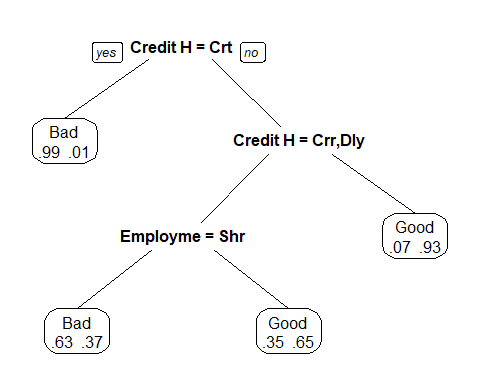 yes Credit H = Crt no
Bad
.99 .01
Credit H = Crr,Dly
Good
.07 .93
Employme = Shr
Bad
.63 .37
Good
.35 .65